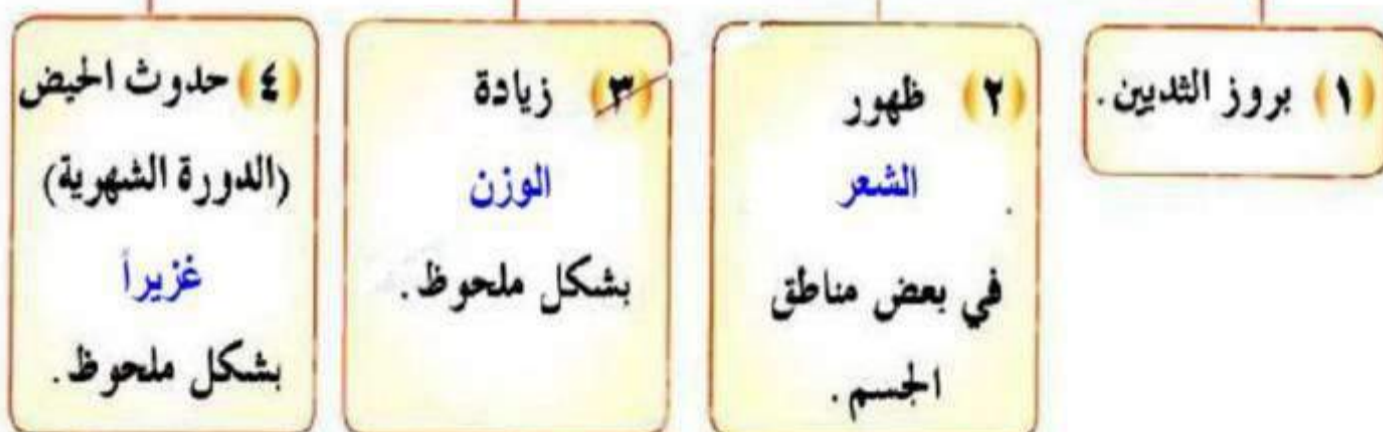 (١) بروز الثديين.
(٢) ظهور
الشعر
في بعض مناطق
الجسم.
(٣) زيادة
الوزن
بشكل ملحوظ.
(٤) حدوث الحيض
(الدورة الشهرية)
غزيراً
بشكل ملحوظ.